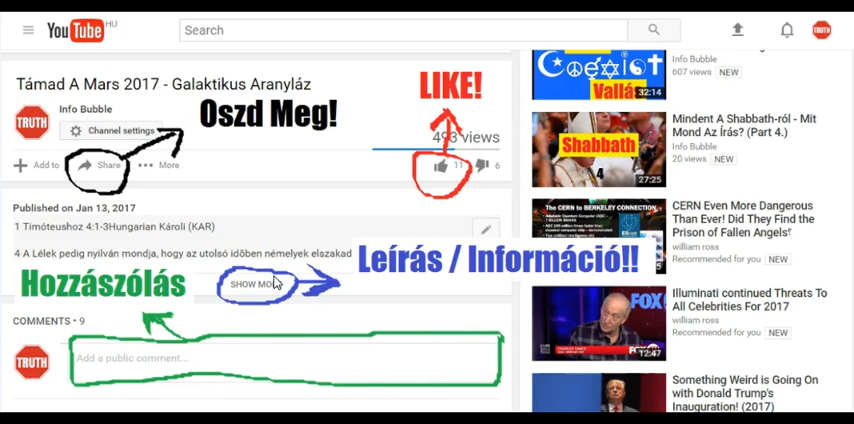 YouTube HU
Search
TRUTH
Támad A Mars 2017 - Galaktikus Aranyláz
TRUTH
Info Bubble
Channel settings
Oszd Meg!
LIKE!
493 views
Add to
Share
More
11
6
Published on Jan 13, 2017
1 Timóteushoz 4:1-3Hungarian Károli (KAR)
4 A Lélek pedig nyilván mondja, hogy az utolsó időben némelyek elszakad
Leírás / Információ!!
Hozzászólás
SHOW MO
COMMENTS • 9
TRUTH
Add a public comment...
Vallás
32:14
Info Bubble
607 views NEW
Shabbath
4
27:25
Mindent A Shabbath-ról - Mit
Mond Az Írás? (Part 4.)
Info Bubble
20 views NEW
The CERN to BERKELEY CONNECTION
CERN Even More Dangerous
Than Ever! Did They Find the
Prison of Fallen Angels
william ross
Recommended for you NEW
FOX
12:47
Illuminati continued Threats To
All Celebrities For 2017
william ross
Recommended for you NEW
Something Weird is Going On
with Donald Trump's
Inauguration! (2017)